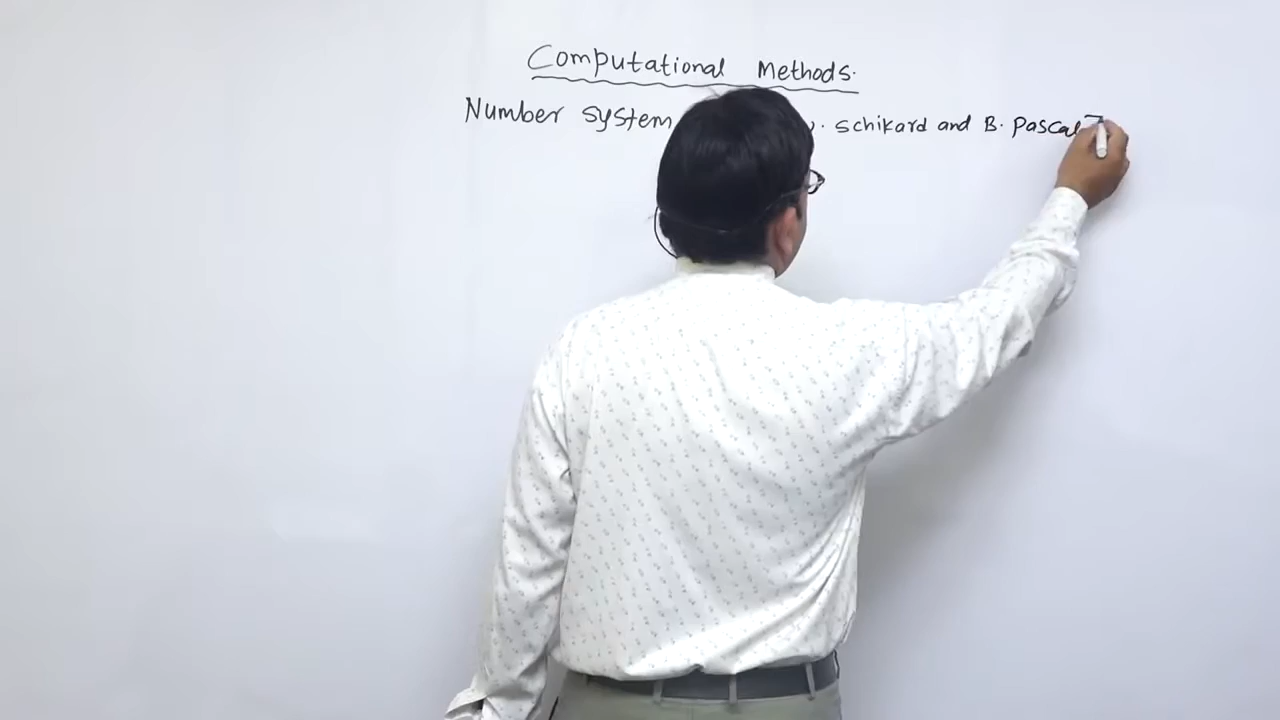 Computational Methods.
Number system . schikard and B. Pascal